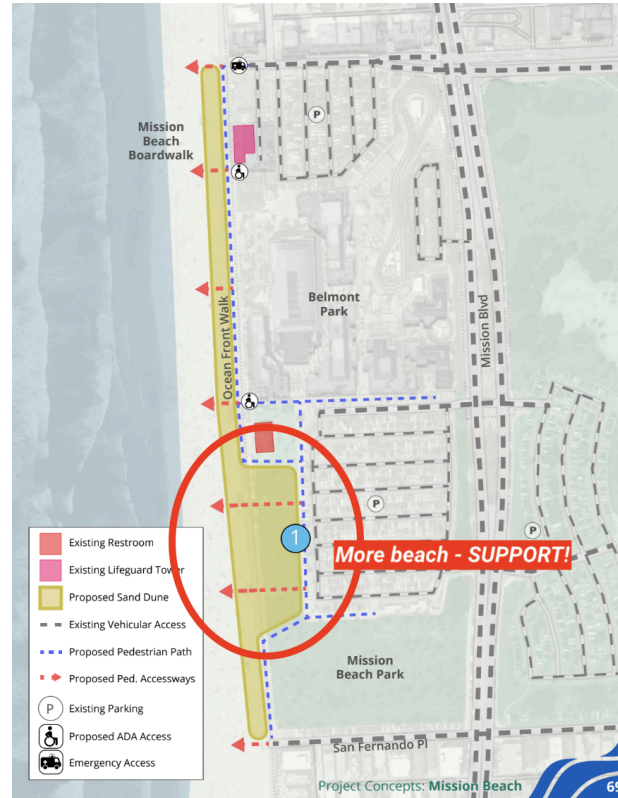 Mission
Beach
Boardwalk
P
Ocean Front Walk
Belmont
Park
Mission Blvd
P
1
P
More beach - SUPPORT!
Existing Restroom
Existing Lifeguard Tower
Proposed Sand Dune
Existing Vehicular Access
Proposed Pedestrian Path
Proposed Ped. Accessways
P Existing Parking
Proposed ADA Access
Emergency Access
Mission
Beach Park
San Fernando Pl
Project Concepts: Mission Beach
69